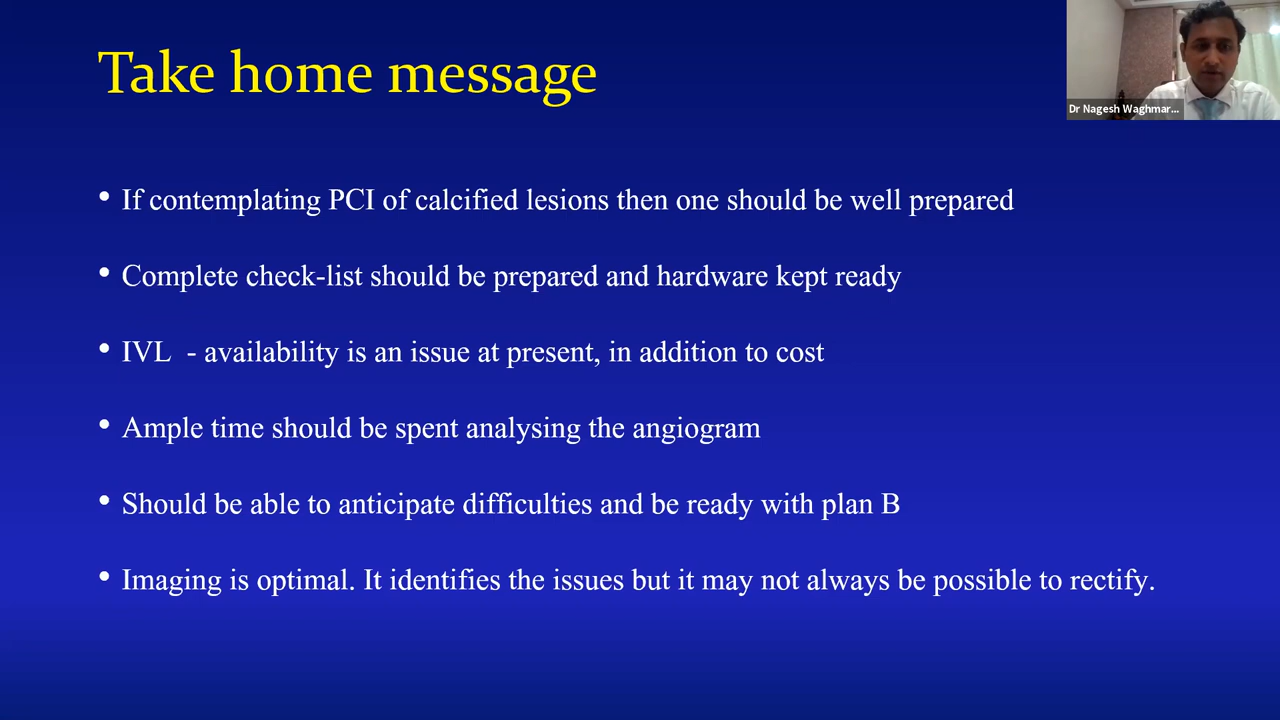 Take home message
Dr Nagesh Waghmar...
• If contemplating PCI of calcified lesions then one should be well prepared
• Complete check-list should be prepared and hardware kept ready
• IVL - availability is an issue at present, in addition to cost
• Ample time should be spent analysing the angiogram
• Should be able to anticipate difficulties and be ready with plan B
• Imaging is optimal. It identifies the issues but it may not always be possible to rectify.